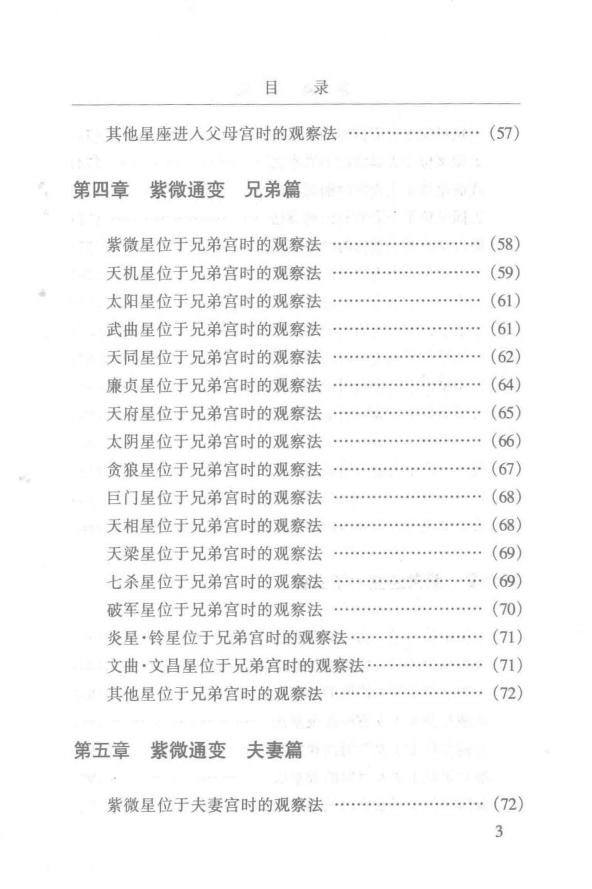 目 录
其他星座进人父母宫时的观察法 ……………… (57)
第四章 紫微通变 兄弟篇
紫微星位于兄弟宫时的观察法 ………………… (58)
天机星位于兄弟宫时的观察法 ………………… (59)
太阳星位于兄弟宫时的观察法 ………………… (61)
武曲星位于兄弟宫时的观察法 ………………… (61)
天同星位于兄弟宫时的观察法 ………………… (62)
廉贞星位于兄弟宫时的观察法 ………………… (64)
天府星位于兄弟宫时的观察法 ………………… (65)
太阴星位于兄弟宫时的观察法 ………………… (66)
贪狼星位于兄弟宫时的观察法 ………………… (67)
巨门星位于兄弟宫时的观察法 ………………… (68)
天相星位于兄弟宫时的观察法 ………………… (68)
天梁星位于兄弟宫时的观察法 ………………… (69)
七杀星位于兄弟宫时的观察法 ………………… (69)
破军星位于兄弟宫时的观察法 ………………… (70)
炎星·铃星位于兄弟宫时的观察法 ……………… (71)
文曲·文昌星位于兄弟宫时的观察法 …………… (71)
其他星位于兄弟宫时的观察法 ………………… (72)
第五章 紫微通变 夫妻篇
紫微星位于夫妻宫时的观察法 ………………… (72)
3